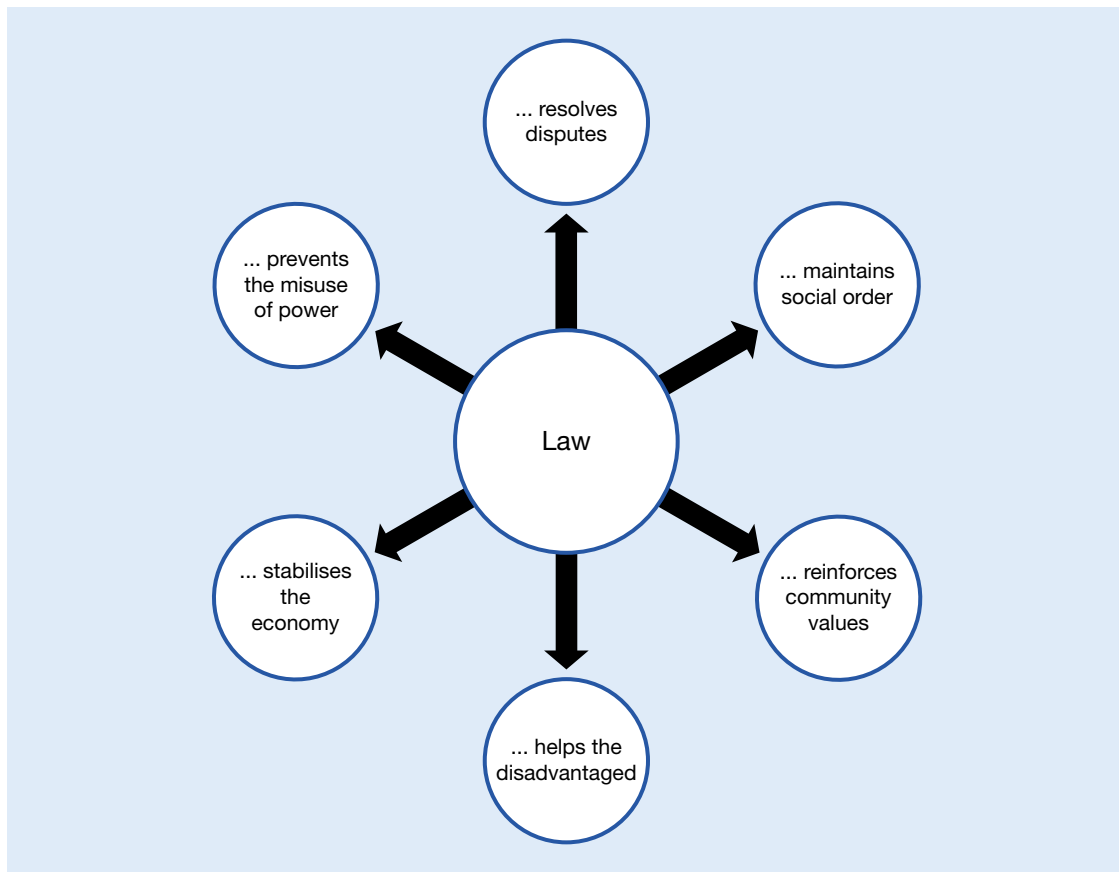 ... resolves
disputes
... prevents
the misuse
of power
... maintains
social order
Law
... stabilises
the
economy
... reinforces
community
values
... helps the
disadvantaged